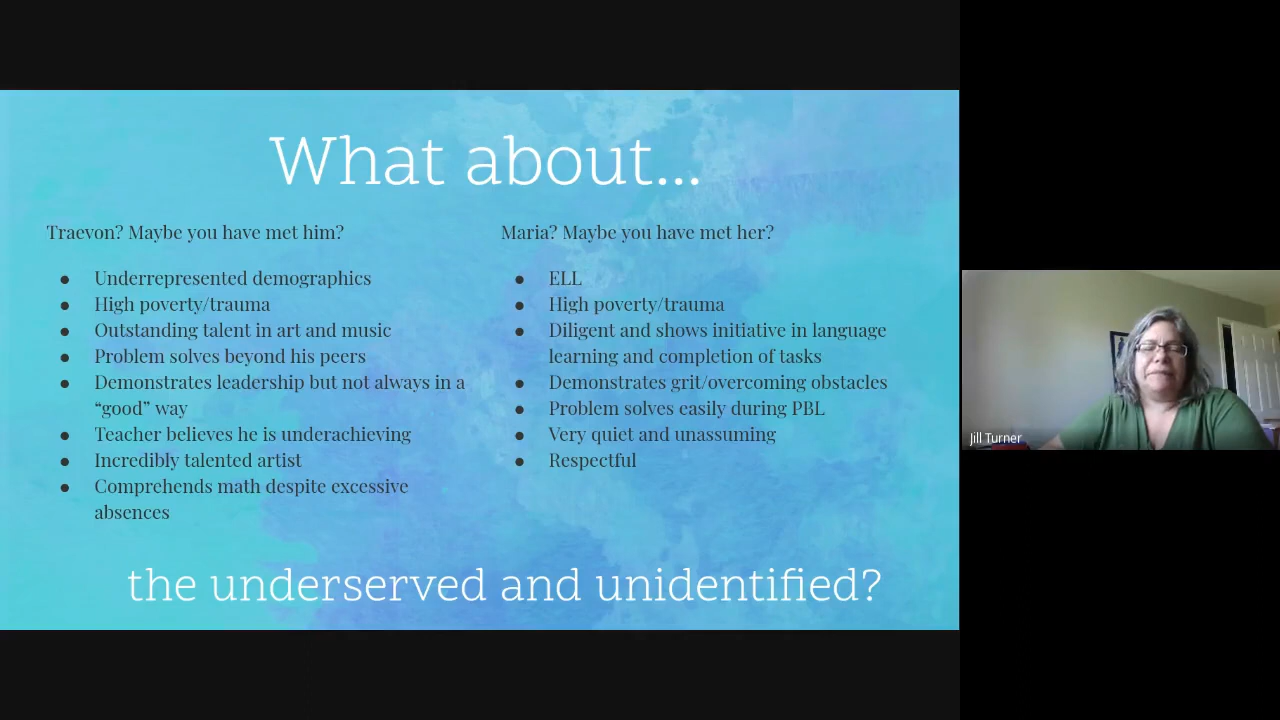 What about...
Traevon? Maybe you have met him?
● Underrepresented demographics
● High poverty/trauma
● Outstanding talent in art and music
● Problem solves beyond his peers
● Demonstrates leadership but not always in a
“good” way
● Teacher believes he is underachieving
● Incredibly talented artist
● Comprehends math despite excessive
absences
Maria? Maybe you have met her?
● ELL
● High poverty/trauma
● Diligent and shows initiative in language
learning and completion of tasks
● Demonstrates grit/overcoming obstacles
● Problem solves easily during PBL
● Very quiet and unassuming
● Respectful
the underserved and unidentified?
Jill Turner